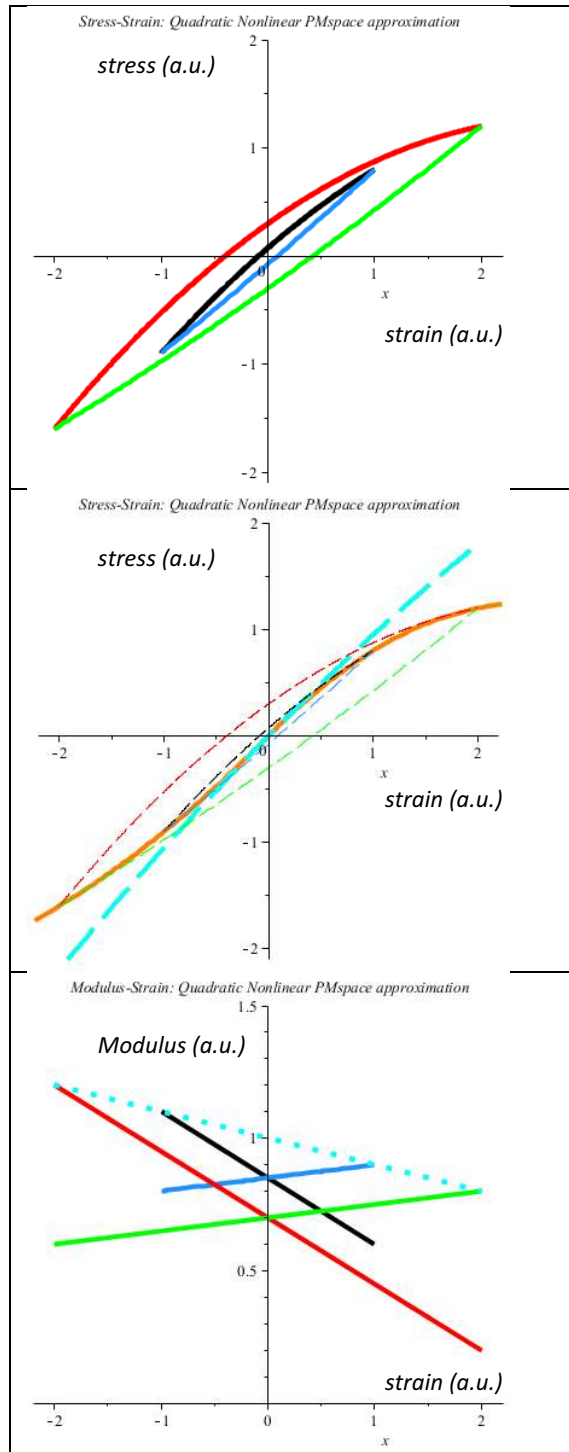 Stress-Strain: Quadratic Nonlinear PMspace approximation
stress (a.u.)
2
1
-2
-1
0
1
2
x
strain (a.u.)
-1
-2
Stress-Strain: Quadratic Nonlinear PMspace approximation
2
stress (a.u.)
1
-2
-1
0
1
2
x
strain (a.u.)
-1
-2
Modulus-Strain: Quadratic Nonlinear PMspace approximation
1.5
Modulus (a.u.)
1
0.5
strain (a.u.)
-2
-1
0
1
2
x